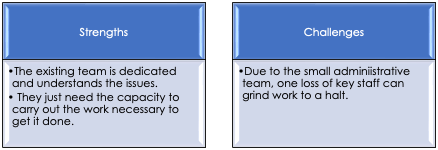 Strengths
•The existing team is dedicated
and understands the issues.
• They just need the capacity to
carry out the work necessary to
get it done.
Challenges
•Due to the small adminiistrative
team, one loss of key staff can
grind work to a halt.